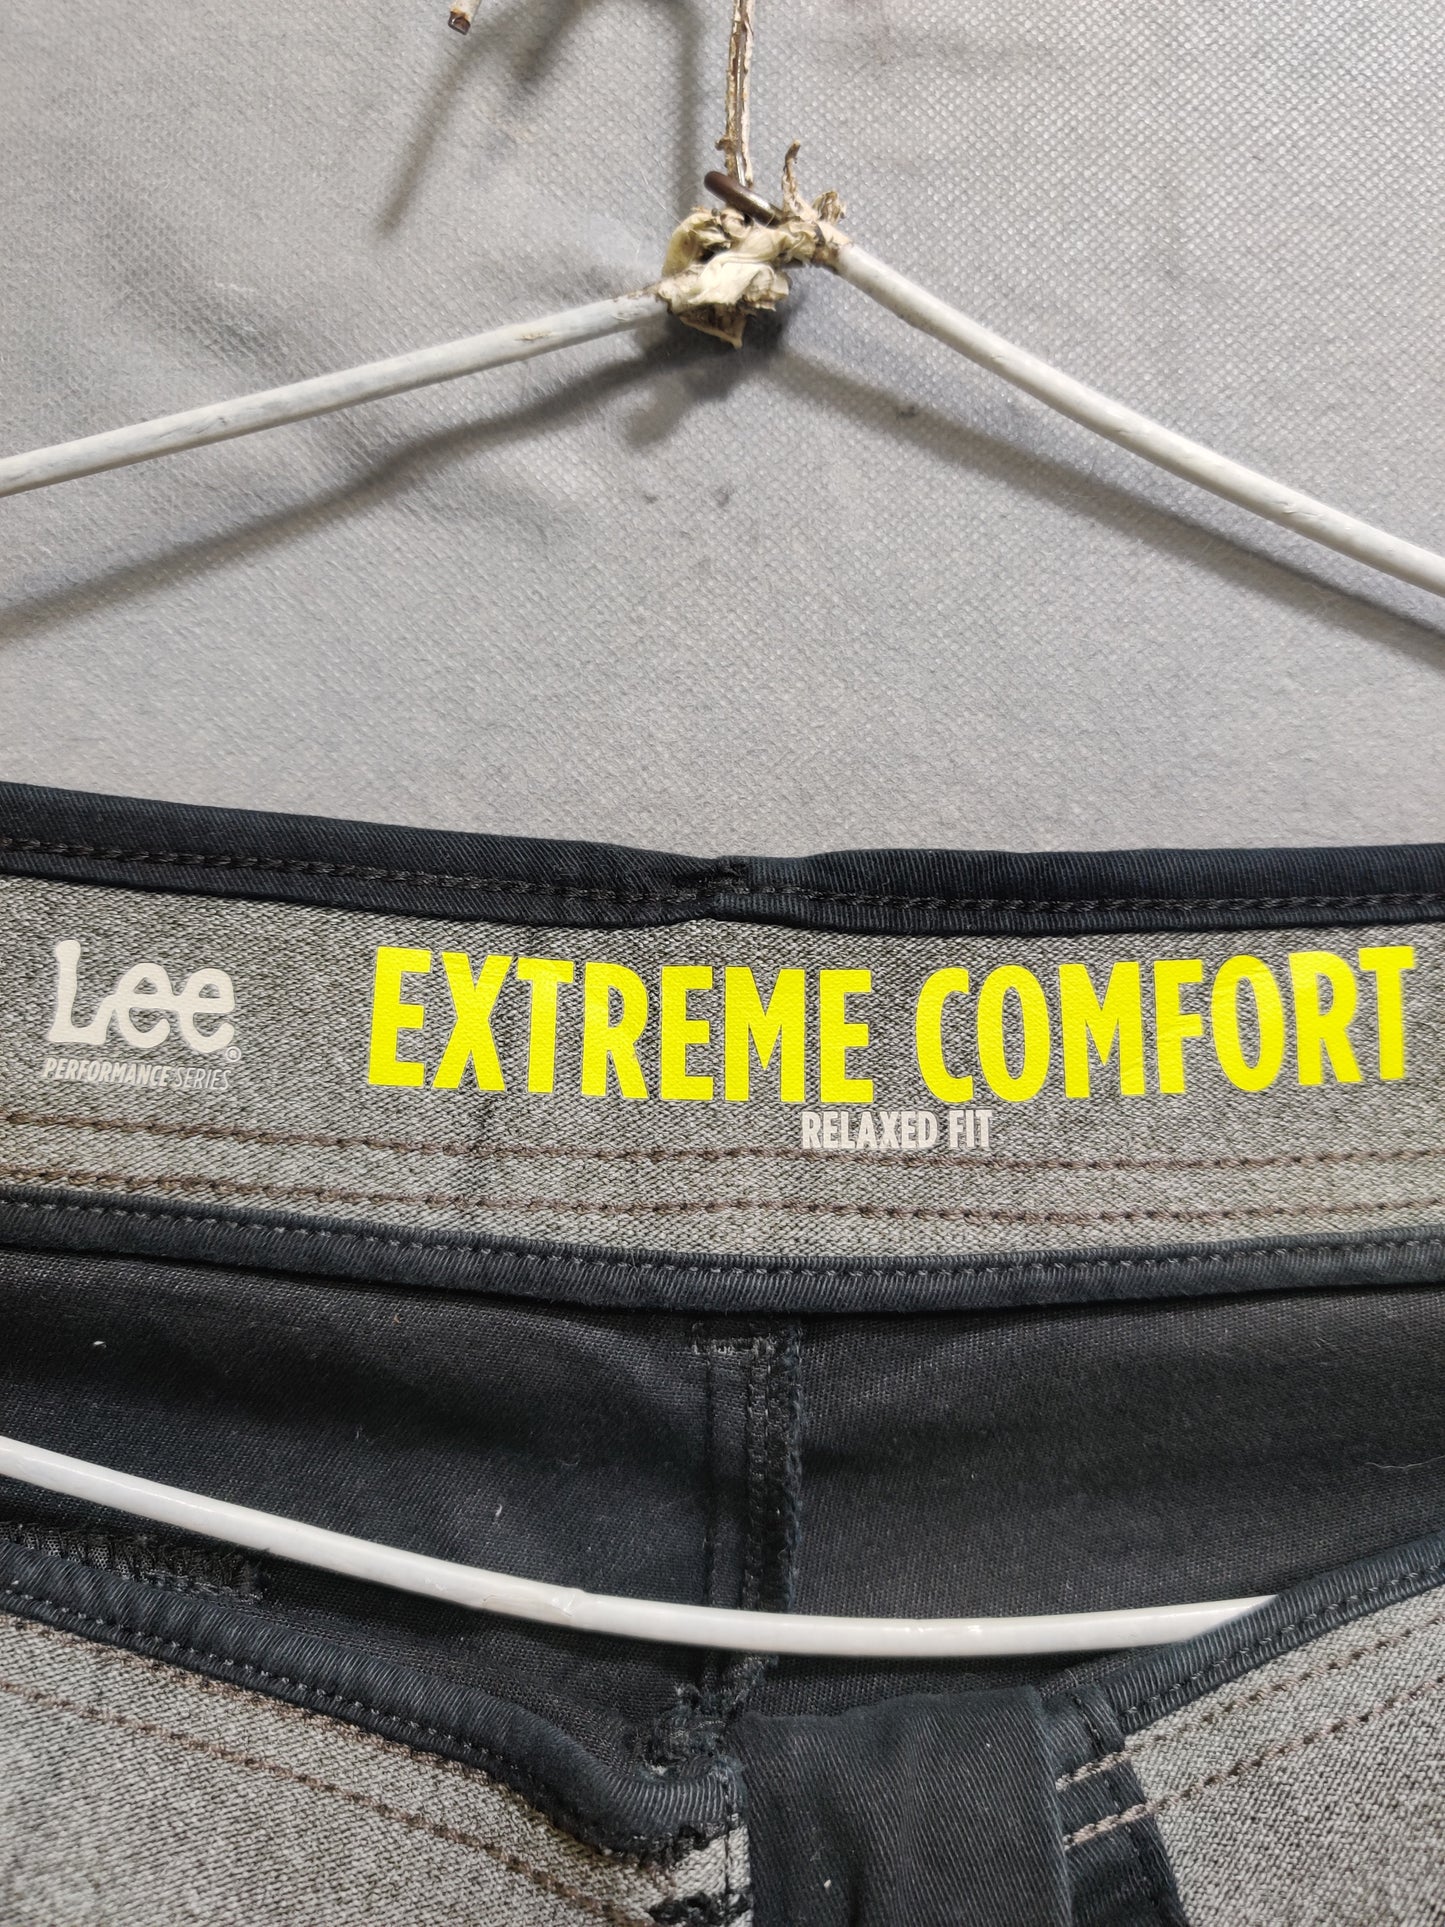 Lee® EXTREME COMFORT
PERFORMANCE SERIES
RELAXED FIT